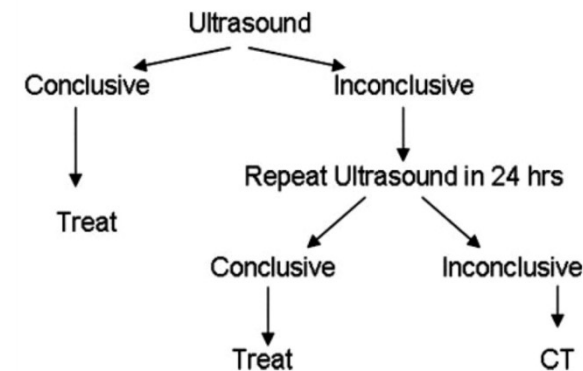 Ultrasound
Conclusive
Inconclusive
Repeat Ultrasound in 24 hrs
Treat
Conclusive
Inconclusive
Treat
CT